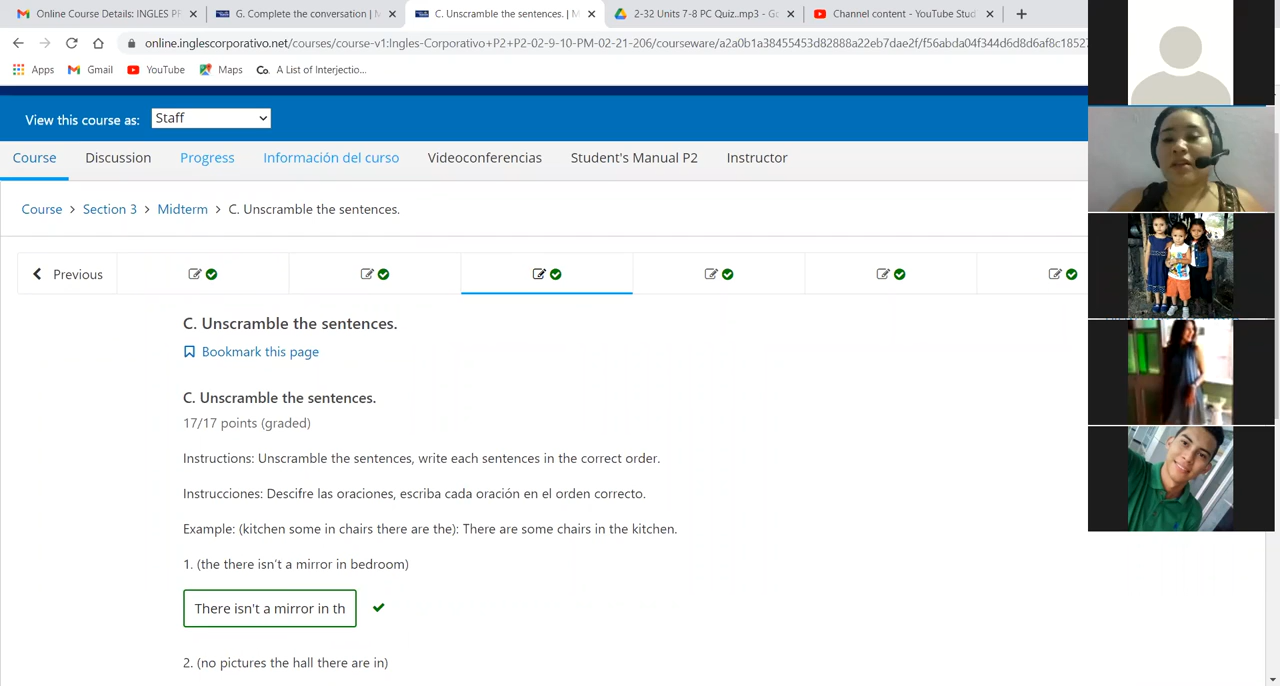 Online Course Details: INGLES PF
G. Complete the conversation | M
C. Unscramble the sentences. | M
2-32 Units 7-8 PC Quiz..mp3 - Go
Channel content - YouTube Stud
online.inglescorporativo.net/courses/course-v1:Ingles-Corporativo+P2+P2-02-9-10-PM-02-21-206/courseware/a2a0b1a38455453d82888a22eb7dae2f/f56abda04f344d6d8d6af8c18527
Apps Gmail YouTube Maps Co. A List of Interjectio...
View this course as: Staff
Course Discussion Progress Información del curso Videoconferencias Student's Manual P2 Instructor
Course > Section 3 > Midterm > C. Unscramble the sentences.
Previous
C. Unscramble the sentences.
Bookmark this page
C. Unscramble the sentences.
17/17 points (graded)
Instructions: Unscramble the sentences, write each sentences in the correct order.
Instrucciones: Descifre las oraciones, escriba cada oración en el orden correcto.
Example: (kitchen some in chairs there are the): There are some chairs in the kitchen.
1. (the there isn't a mirror in bedroom)
There isn't a mirror in th
2. (no pictures the hall there are in)